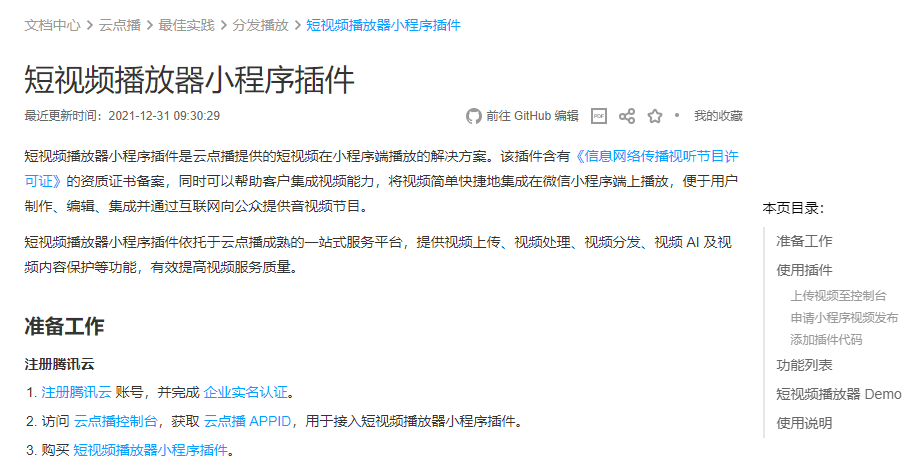 文档中心 > 云点播 > 最佳实践 > 分发播放 > 短视频播放器小程序插件
短视频播放器小程序插件
最近更新时间：2021-12-31 09:30:29
前往 GitHub 编辑 PDF • 我的收藏
短视频播放器小程序插件是云点播提供的短视频在小程序端播放的解决方案。该插件含有《信息网络传播视听节目许
可证》的资质证书备案，同时可以帮助客户集成视频能力，将视频简单快捷地集成在微信小程序端上播放，便于用户
制作、编辑、集成并通过互联网向公众提供音视频节目。
短视频播放器小程序插件依托于云点播成熟的一站式服务平台，提供视频上传、视频处理、视频分发、视频 AI 及视
频内容保护等功能，有效提高视频服务质量。
准备工作
注册腾讯云
1. 注册腾讯云 账号，并完成 企业实名认证。
2. 访问 云点播控制台，获取 云点播 APPID，用于接入短视频播放器小程序插件。
3. 购买 短视频播放器小程序插件。
本页目录：
准备工作
使用插件
上传视频至控制台
申请小程序视频发布
添加插件代码
功能列表
短视频播放器 Demo
使用说明